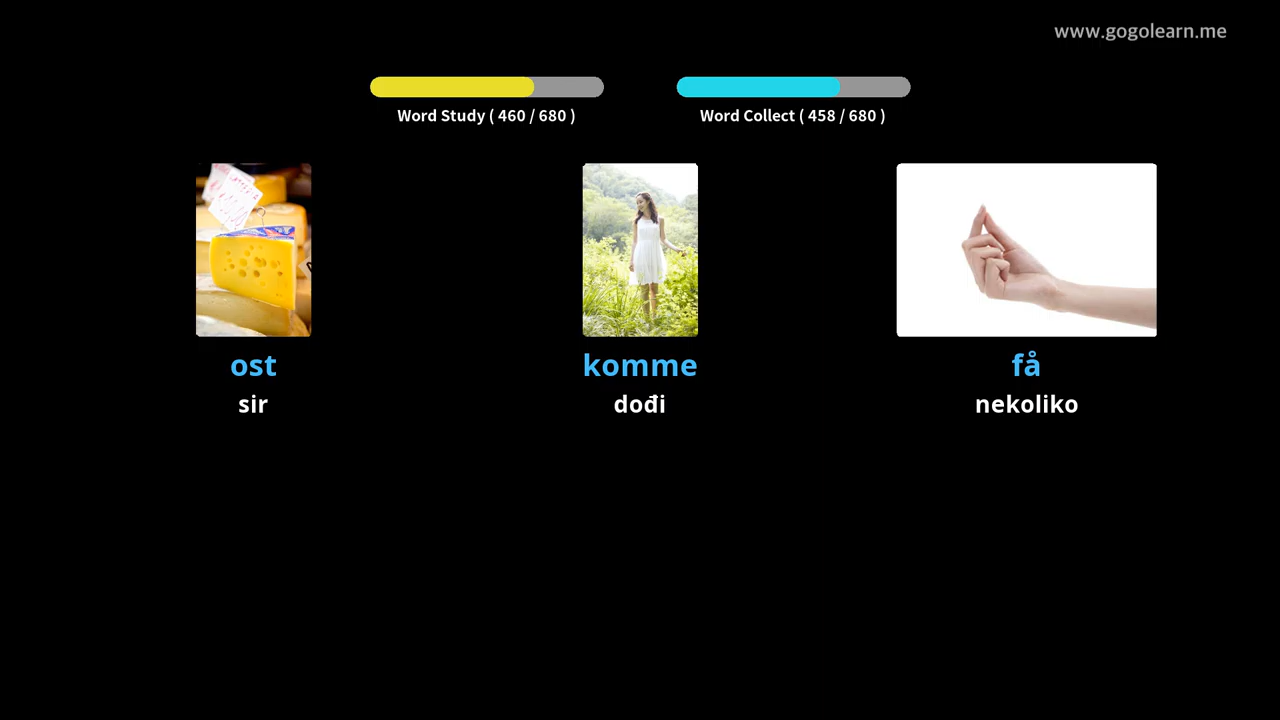 www.gogolearn.me
Word Study ( 460 / 680 )
Word Collect ( 458 / 680 )
ost
komme
få
sir
dođi
nekoliko